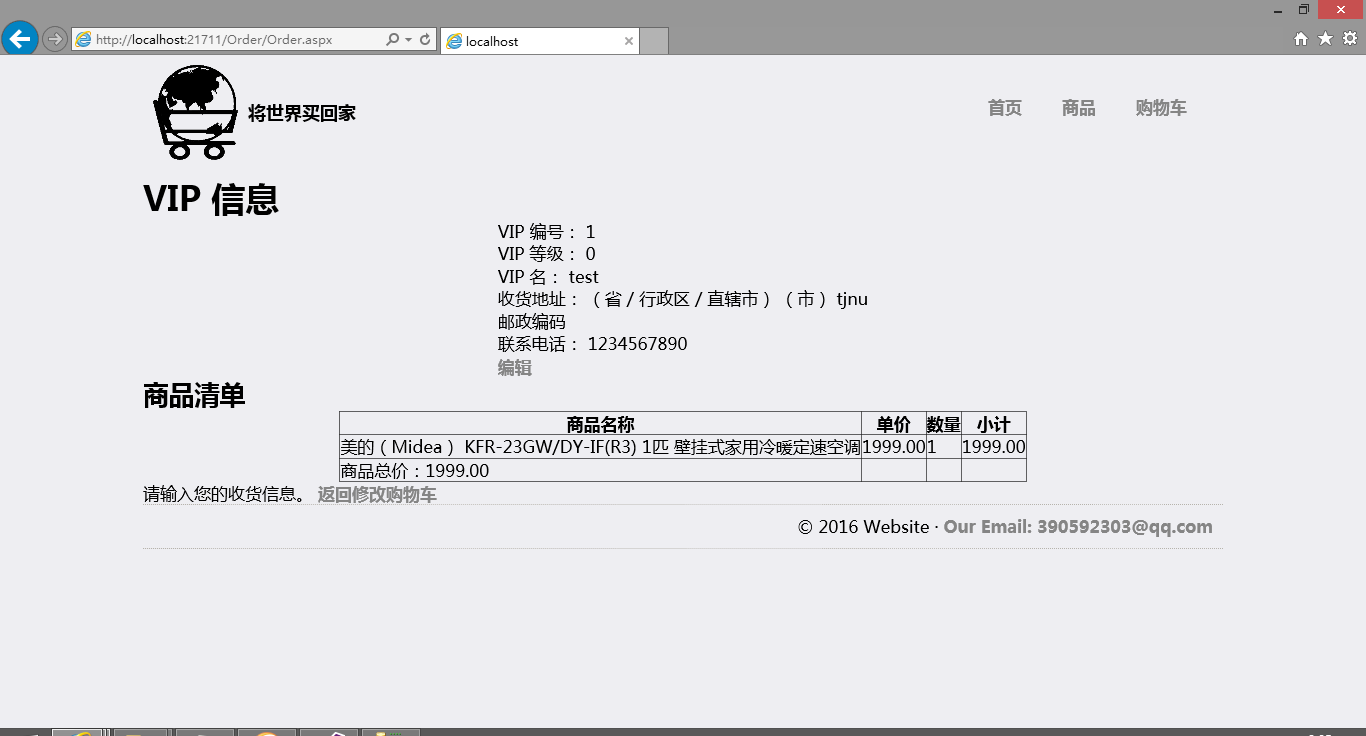 http://localhost:21711/Order/Order.aspx
localhost
将世界买回家
首页 商品 购物车
VIP 信息
VIP 编号： 1
VIP 等级： 0
VIP 名： test
收货地址： （ 省 / 行政区 / 直辖市 ） （ 市 ） tjnu
邮政编码
联系电话： 1234567890
编辑
商品清单
商品名称 单价 数量 小计
美的（ Midea ） KFR-23GW/DY-IF(R3) 1匹 壁挂式家用冷暖定速空调 1999.00 1 1999.00
商品总价：1999.00
请输入您的收货信息。 返回修改购物车
© 2016 Website · Our Email: 390592303@qq.com